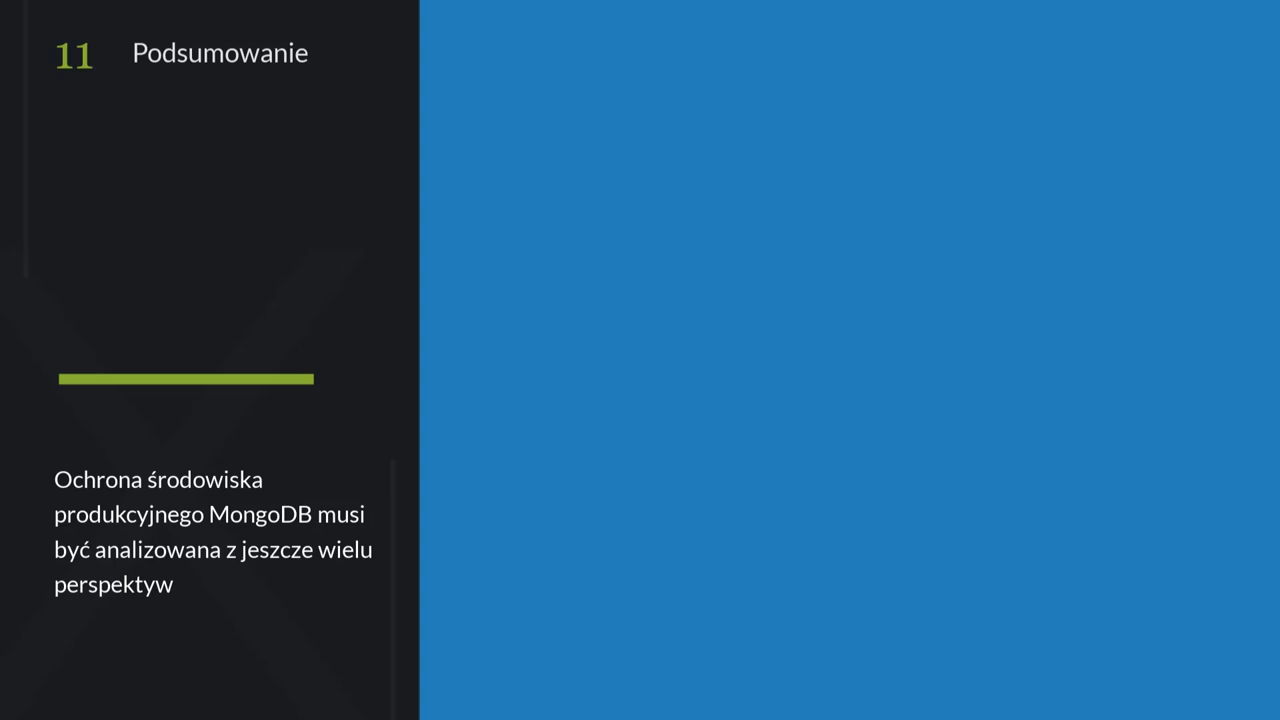 11 Podsumowanie
Ochrona środowiska
produkcyjnego MongoDB musi
być analizowana z jeszcze wielu
perspektyw